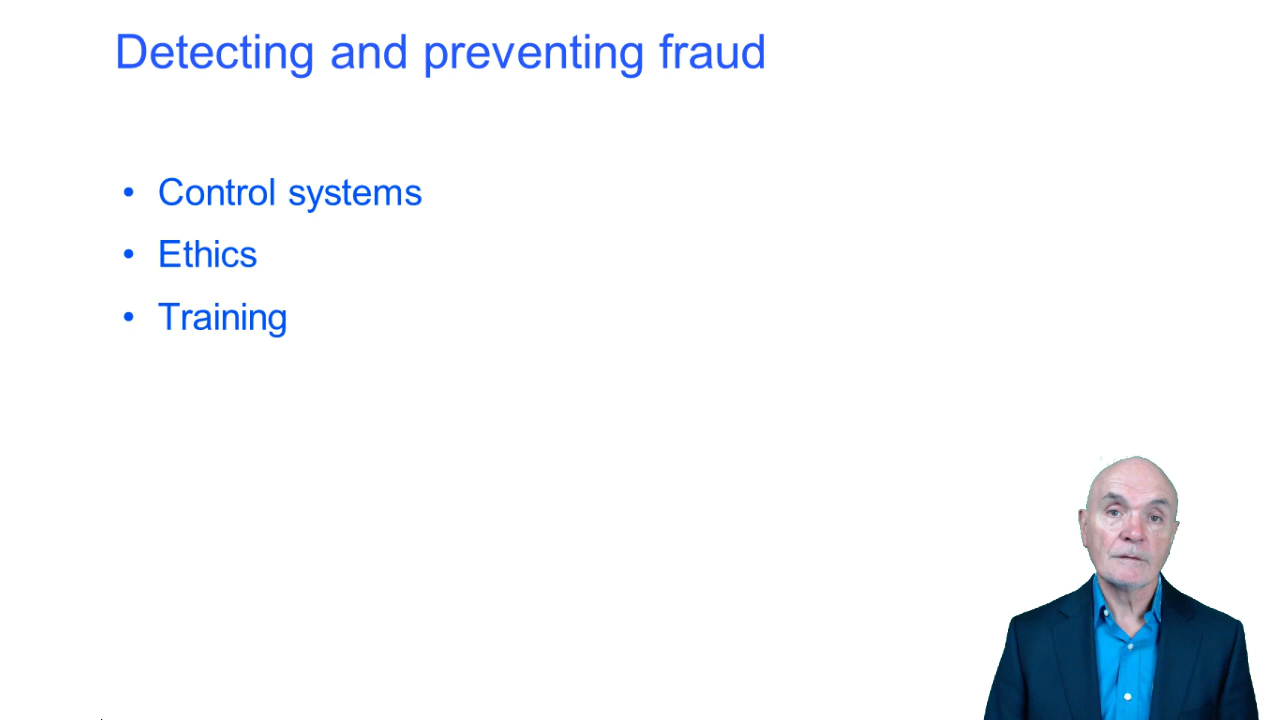 Detecting and preventing fraud
• Control systems
• Ethics
• Training